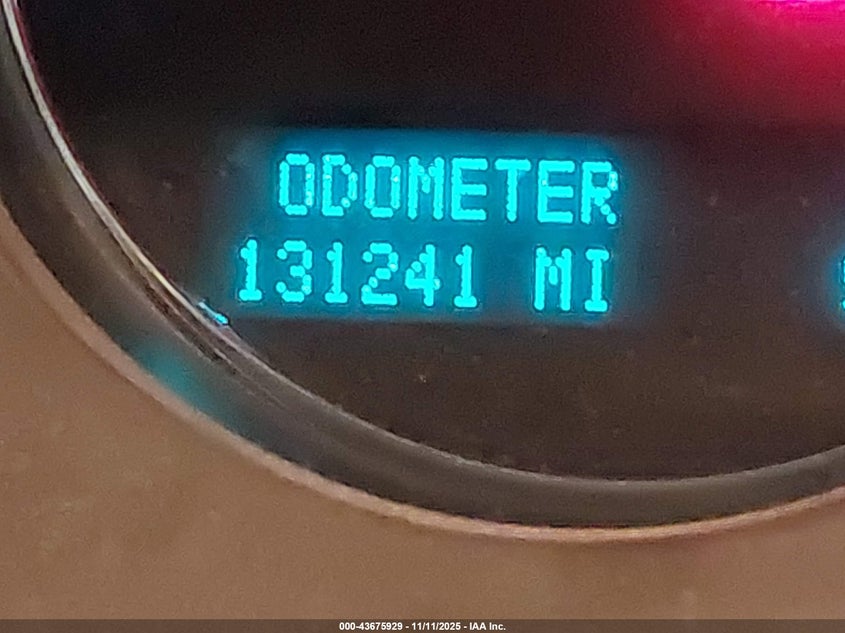 ODOMETER
131241 MI
000-43675929 - 11/11/2025 - IAA Inc.